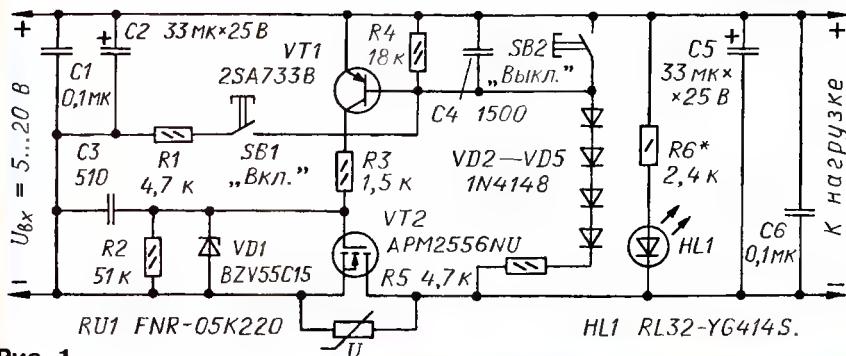 +
C2 33 мк×25 В
VT1
2SA733B
R4
18 к
SB2
„Выкл.“
C5
33 мк×
×25 В
+
C1
0,1мк
C4 1500
Uвх = 5...20 В
C3
510
R1
4,7 к
SB1
„Вкл.“
R3
1,5 к
VD2—VD5
1N4148
R6*
2,4 к
К нагрузке
R2
51 к
VD1
BZV55C15
VT2
APM2556NU
R5 4,7 к
HL1
C6
0,1мк
−
−
RU1 FNR-05K220
U
HL1 RL32-YG414S.
Рис. 1